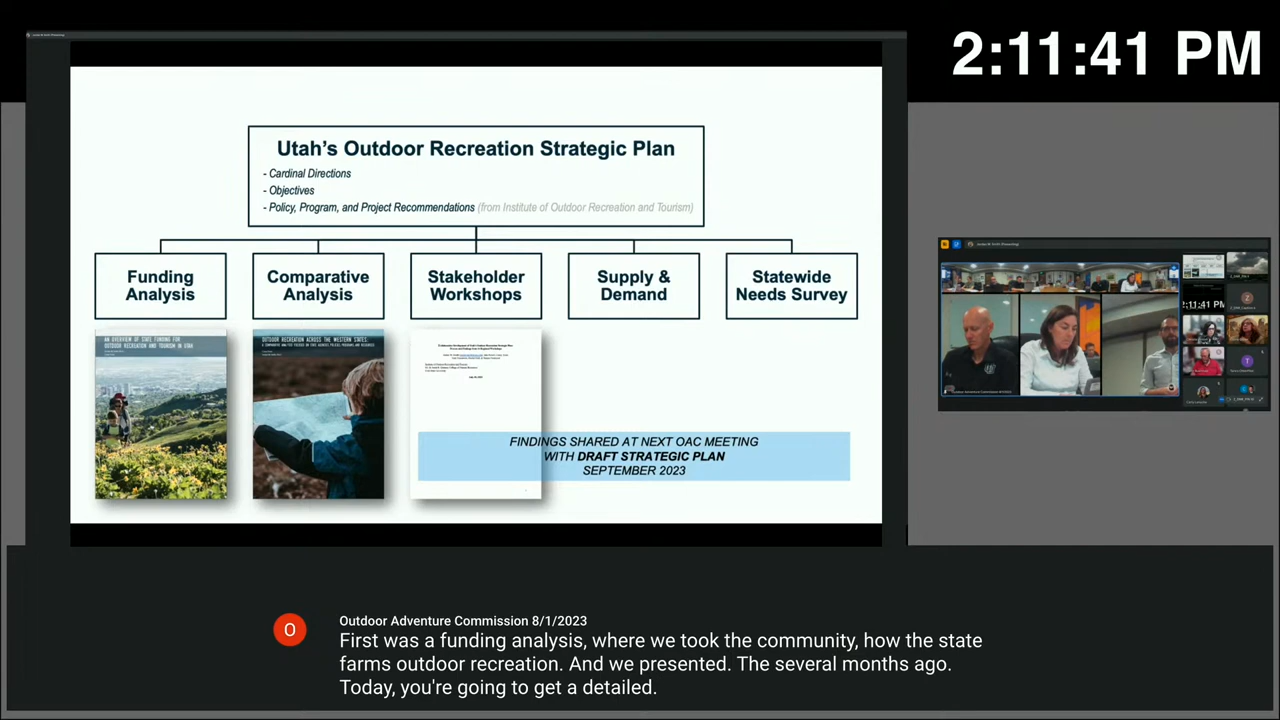 2:11:41 PM
Utah's Outdoor Recreation Strategic Plan
- Cardinal Directions
- Objectives
- Policy, Program, and Project Recommendations (from Institute of Outdoor Recreation and Tourism)
Funding
Analysis
Comparative
Analysis
Stakeholder
Workshops
Supply &
Demand
Statewide
Needs Survey
AN OVERVIEW OF STATE FUNDING FOR
OUTDOOR RECREATION AND TOURISM IN UTAH
OUTDOOR RECREATION ACROSS THE WESTERN STATES:
FINDINGS SHARED AT NEXT OAC MEETING
WITH DRAFT STRATEGIC PLAN
SEPTEMBER 2023
2:11:41 PM
O
Outdoor Adventure Commission 8/1/2023
First was a funding analysis, where we took the community, how the state
farms outdoor recreation. And we presented. The several months ago.
Today, you're going to get a detailed.